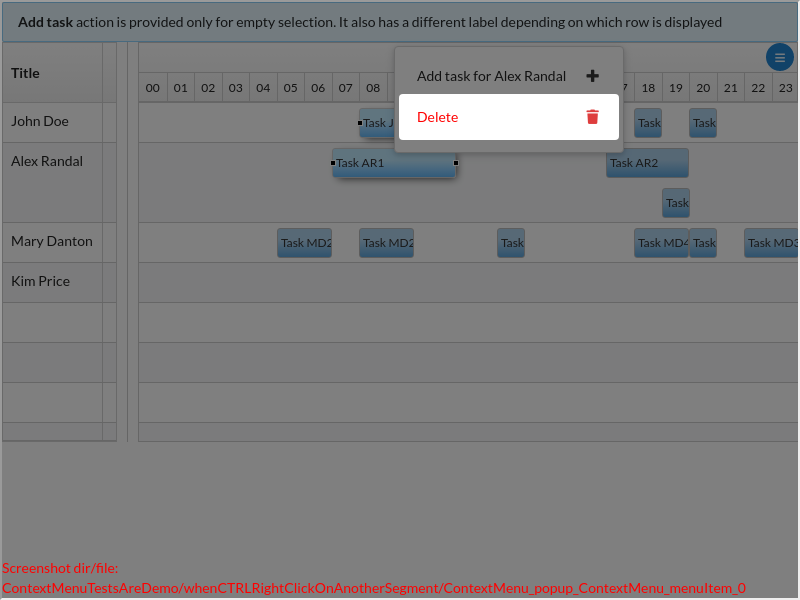 Add task action is provided only for empty selection. It also has a different label depending on which row is displayed
Title
00 01 02 03 04 05 06 07 08 18 19 20 21 22 23
Add task for Alex Randal
Delete
John Doe
Task J
Task
Task
Alex Randal
Task AR1
Task AR2
Task
Mary Danton
Task MD2
Task MD2
Task
Task MD4
Task
Task MD3
Kim Price
Screenshot dir/file:
ContextMenuTestsAreDemo/whenCTRLRightClickOnAnotherSegment/ContextMenu_popup_ContextMenu_menuItem_0